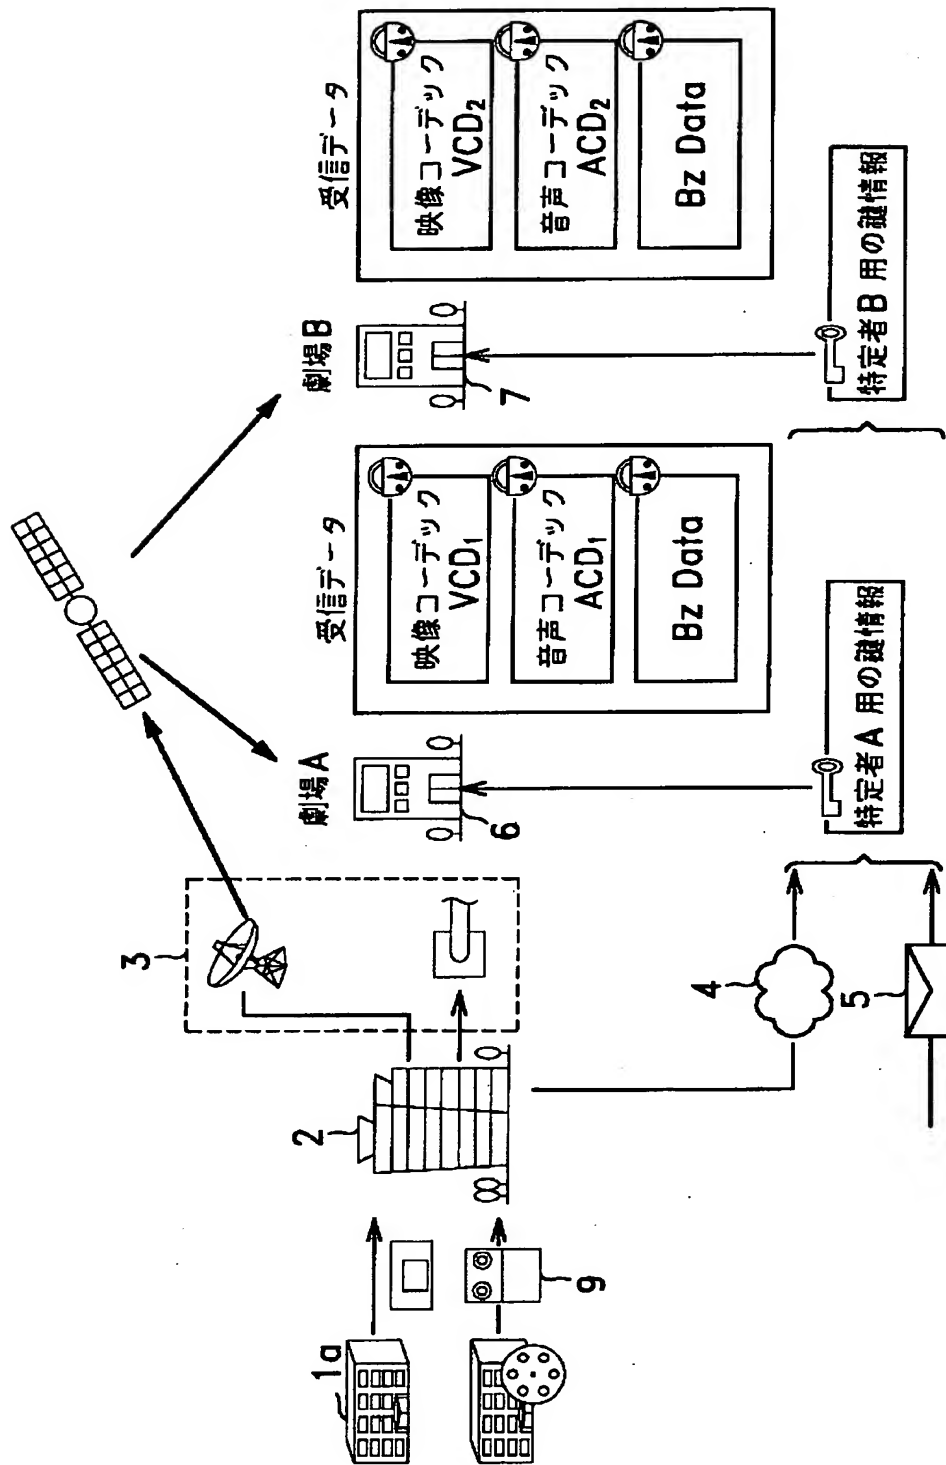 1a
9
2
3
4
5
劇場A
6
受信データ
映像コーデック
VCD₁
音声コーデック
ACD₁
Bz Data
特定者A 用の鍵情報
劇場B
7
受信データ
映像コーデック
VCD₂
音声コーデック
ACD₂
Bz Data
特定者B 用の鍵情報